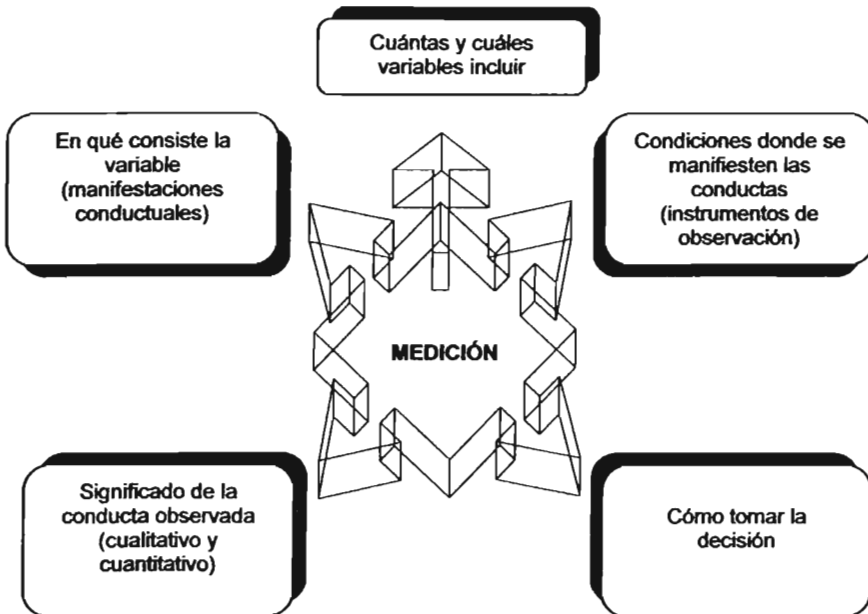 Cuántas y cuáles
variables incluir
En qué consiste la
variable
(manifestaciones
conductuales)
Condiciones donde se
manifiesten las
conductas
(instrumentos de
observación)
MEDICIÓN
Significado de la
conducta observada
(cualitativo y
cuantitativo)
Cómo tomar la
decisión